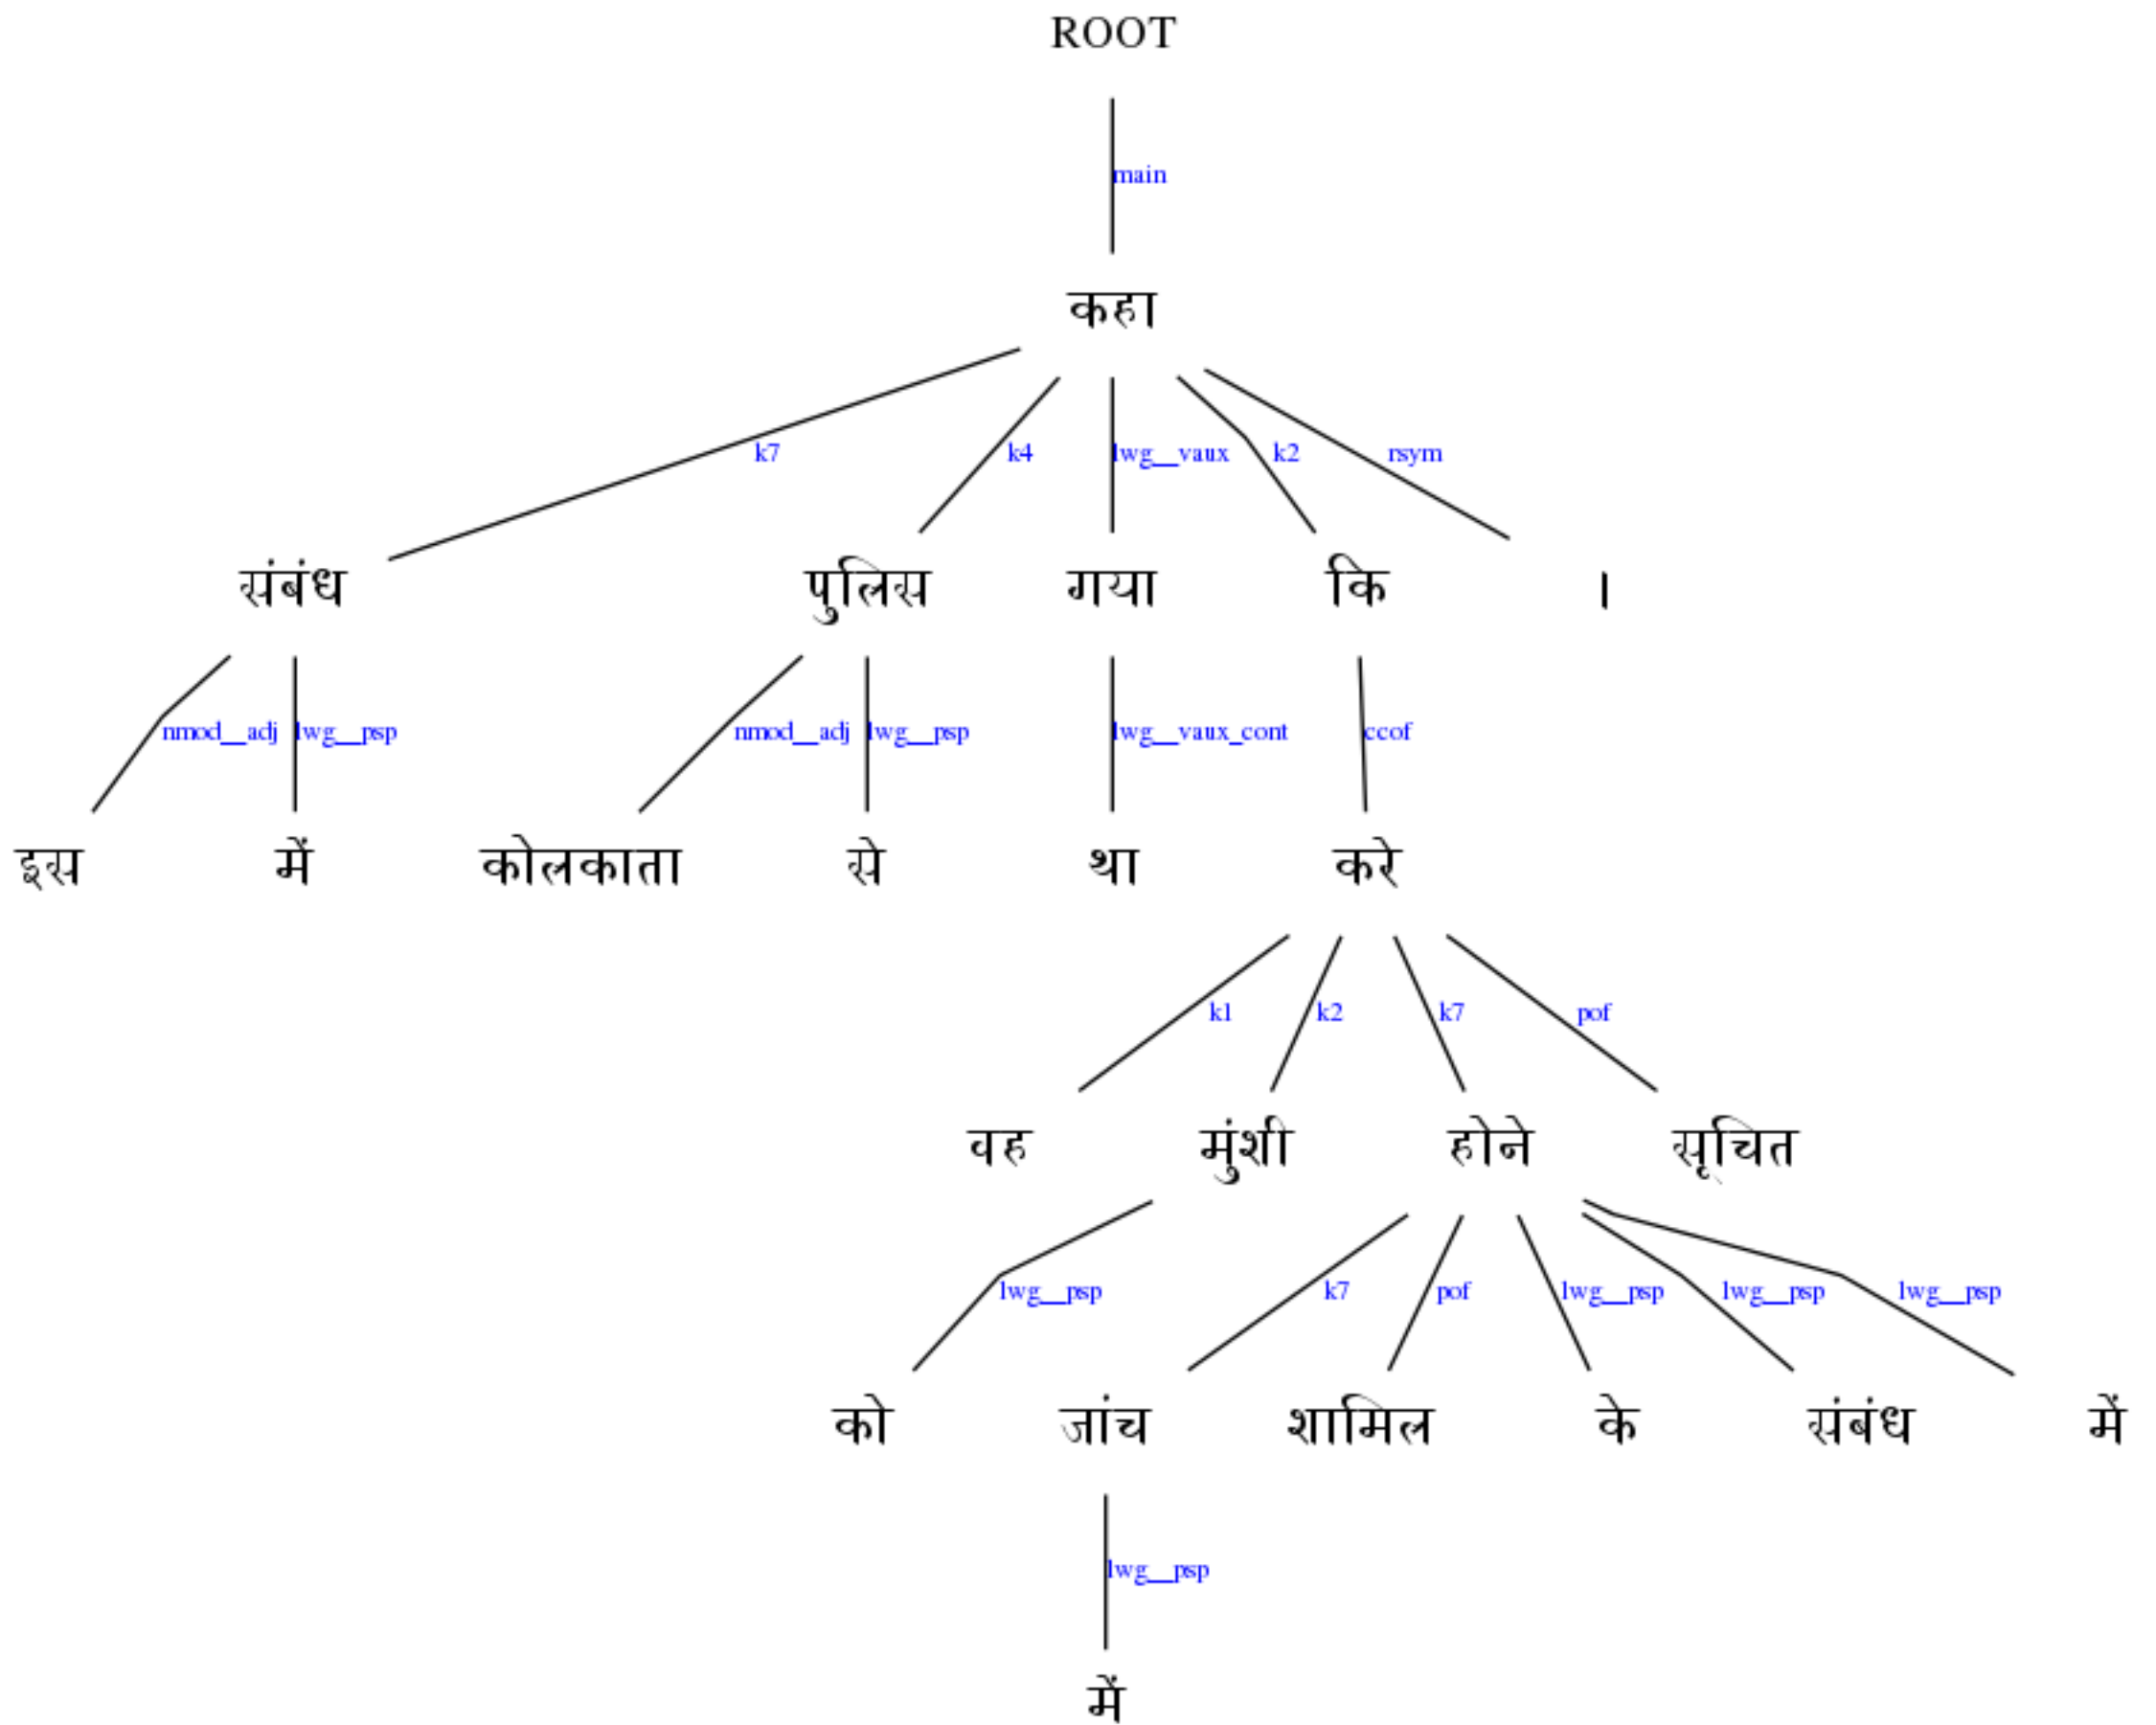 ROOT
main
कहा
k7 k4 lwg__vaux k2 rsym
संबंध पुलिस गया कि ।
nmod__adj lwg__psp nmod__adj lwg__psp lwg__vaux_cont ccof
इस में कोलकाता से था करे
k1 k2 k7 pof
वह मुंशी होने सूचित
lwg__psp k7 pof lwg__psp lwg__psp lwg__psp
को जांच शामिल के संबंध में
lwg__psp
में